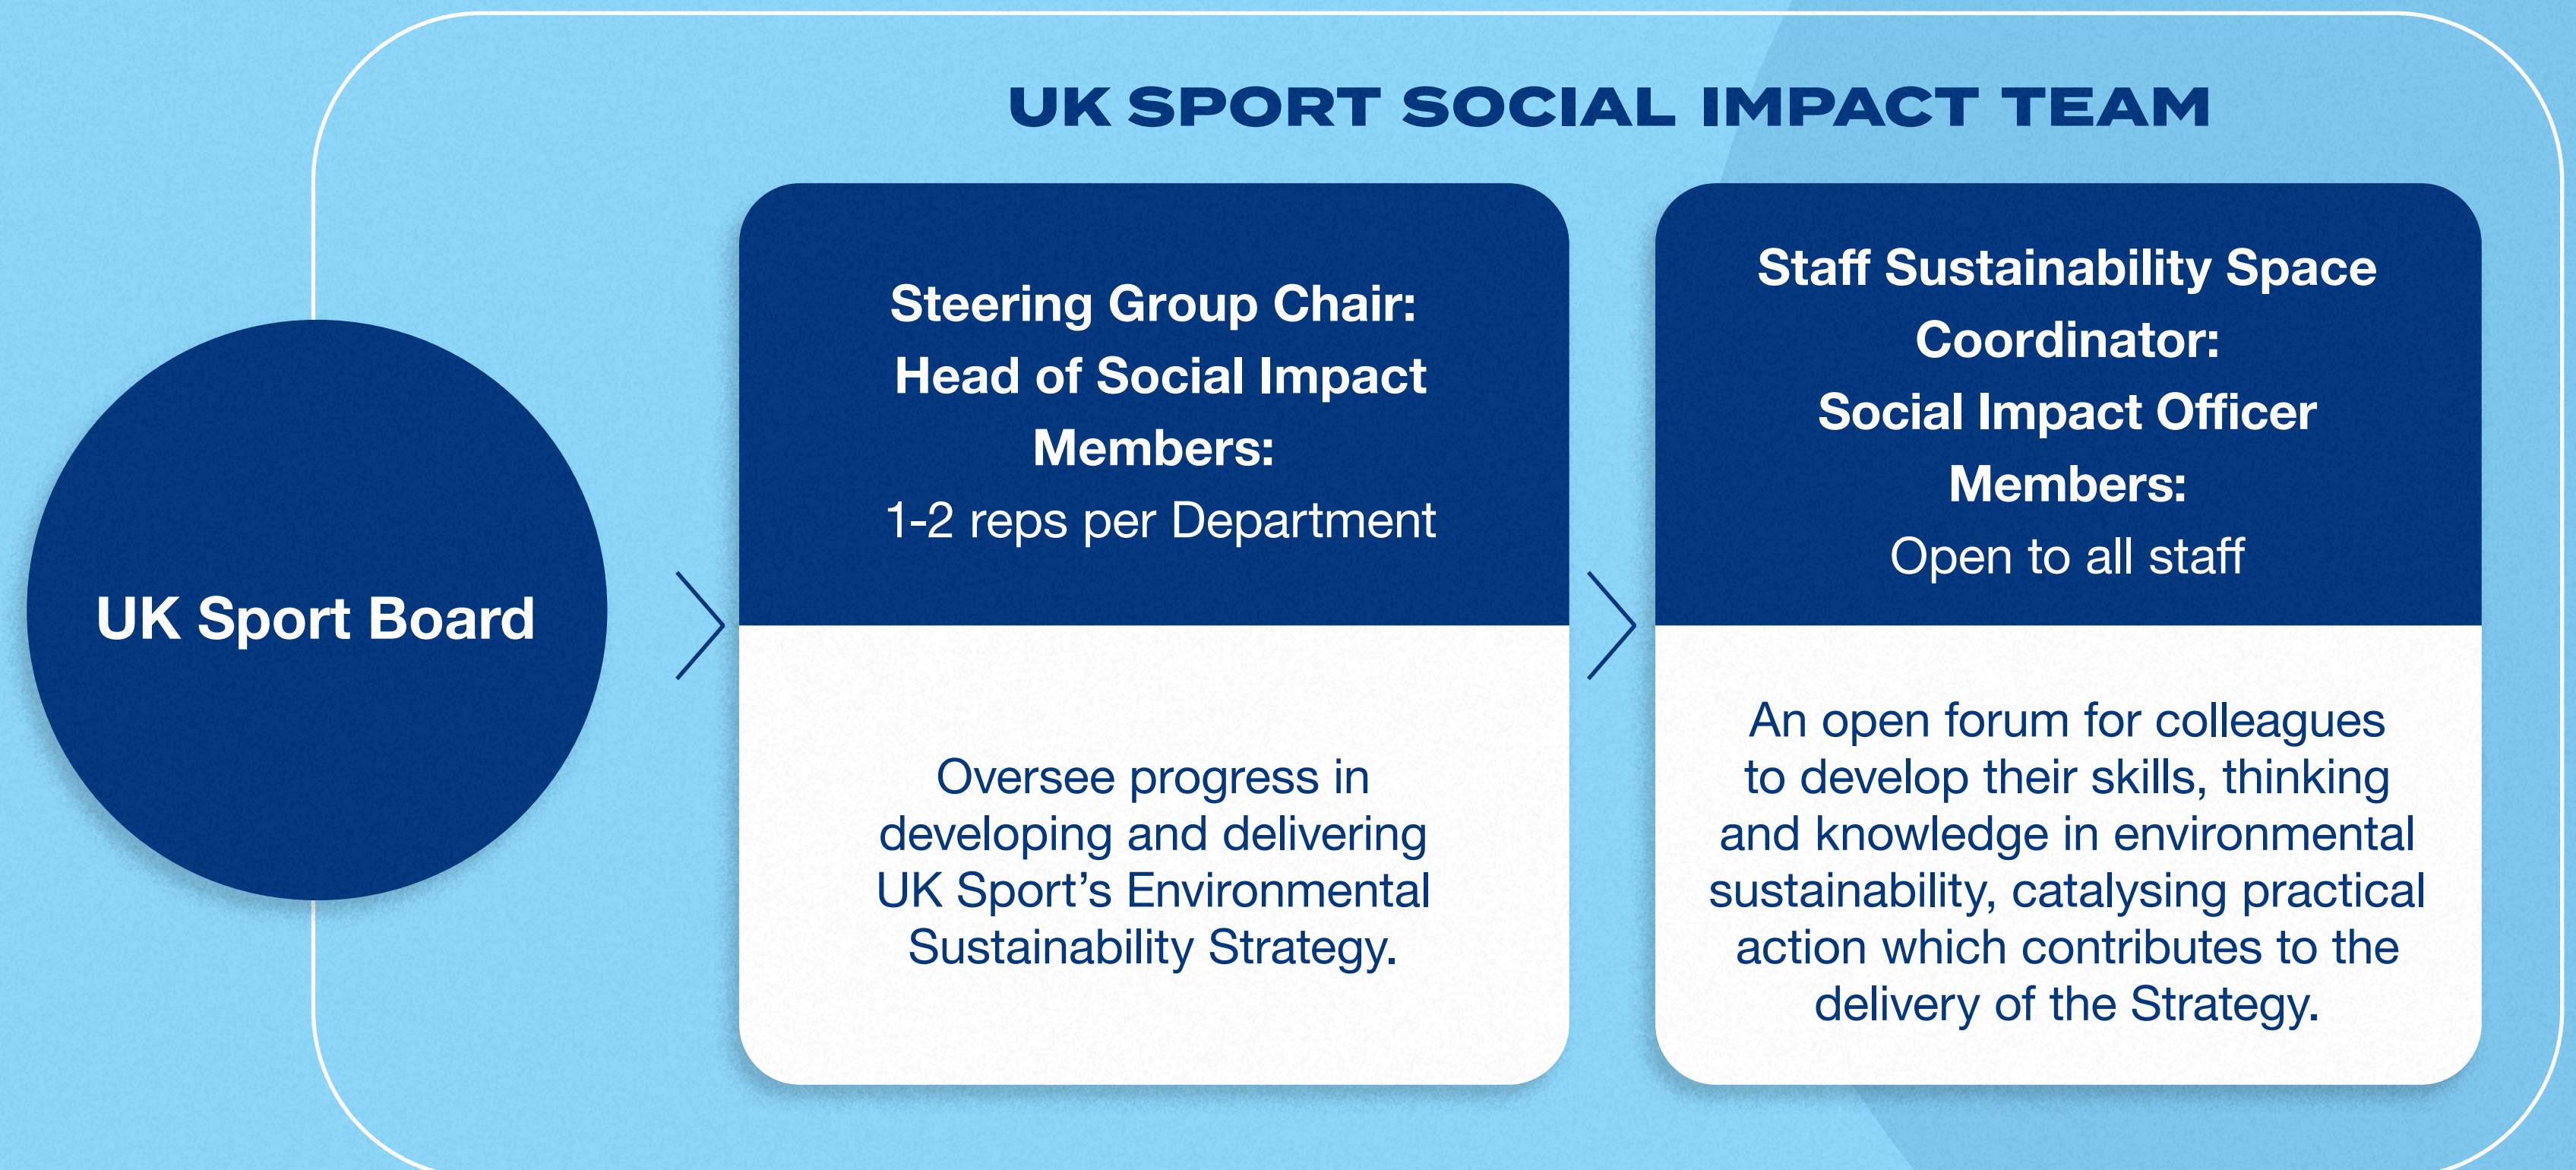 UK SPORT SOCIAL IMPACT TEAM
UK Sport Board
Steering Group Chair:
Head of Social Impact
Members:
1-2 reps per Department
Oversee progress in
developing and delivering
UK Sport’s Environmental
Sustainability Strategy.
Staff Sustainability Space
Coordinator:
Social Impact Officer
Members:
Open to all staff
An open forum for colleagues
to develop their skills, thinking
and knowledge in environmental
sustainability, catalysing practical
action which contributes to the
delivery of the Strategy.